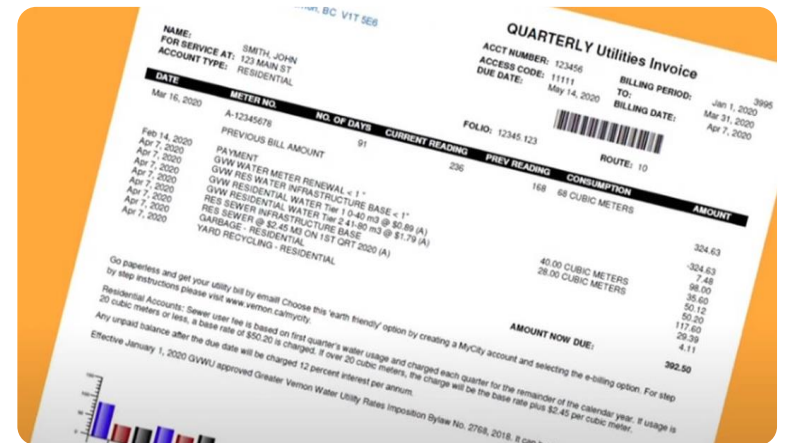 BC V1T 5E6
QUARTERLY Utilities Invoice
NAME: SMITH, JOHN
FOR SERVICE AT: 123 MAIN ST
ACCOUNT TYPE: RESIDENTIAL
ACCT NUMBER: 123456
ACCESS CODE: 11111
DUE DATE: May 14, 2020
3995
BILLING PERIOD: Jan 1, 2020
TO: Mar 31, 2020
BILLING DATE: Apr 7, 2020
FOLIO: 12345.123
ROUTE: 10
DATE METER NO. NO. OF DAYS CURRENT READING PREV READING CONSUMPTION AMOUNT
Mar 16, 2020 A-12345678 91 236 168 68 CUBIC METERS
PREVIOUS BILL AMOUNT 324.63
Feb 14, 2020 PAYMENT -324.63
Apr 7, 2020 GVW WATER METER RENEWAL < 1" 7.48
Apr 7, 2020 GVW RES WATER INFRASTRUCTURE BASE < 1" 98.00
Apr 7, 2020 GVW RESIDENTIAL WATER Tier 1 0-40 m3 @ $0.89 (A) 40.00 CUBIC METERS 35.60
Apr 7, 2020 GVW RESIDENTIAL WATER Tier 2 41-80 m3 @ $1.79 (A) 28.00 CUBIC METERS 50.12
Apr 7, 2020 RES SEWER INFRASTRUCTURE BASE 50.20
Apr 7, 2020 RES SEWER @ $2.45 M3 ON 1ST QRT 2020 (A) 117.60
Apr 7, 2020 GARBAGE - RESIDENTIAL 29.39
Apr 7, 2020 YARD RECYCLING - RESIDENTIAL 4.11
AMOUNT NOW DUE: 392.50
Go paperless and get your utility bill by email! Choose this 'earth friendly' option by creating a MyCity account and selecting the e-billing option. For step
by step instructions please visit www.vernon.ca/mycity.
Residential Accounts: Sewer user fee is based on first quarter's water usage and charged each quarter for the remainder of the calendar year. If usage is
20 cubic meters or less, a base rate of $50.20 is charged. If over 20 cubic meters, the charge will be the base rate plus $2.45 per cubic meter.
Any unpaid balance after the due date will be charged 12 percent interest per annum.
Effective January 1, 2020 GVWU approved Greater Vernon Water Utility Rates Imposition Bylaw No. 2768, 2018. It can